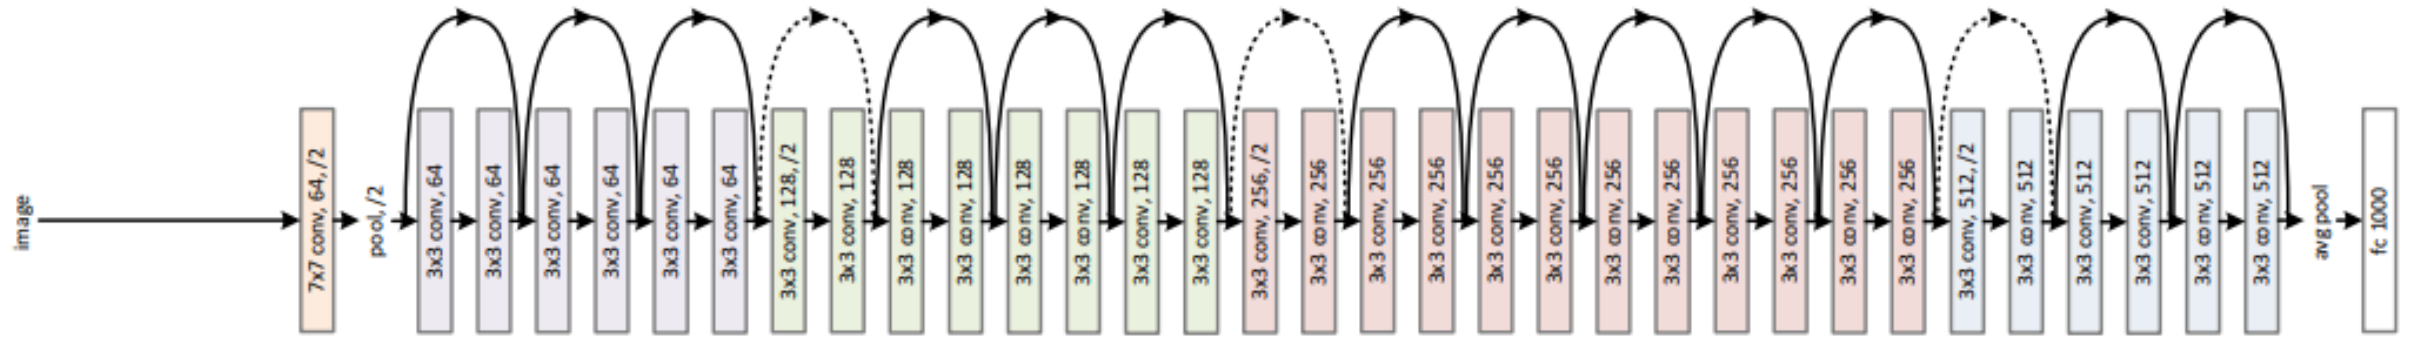 image
7x7 conv, 64, /2
pool, /2
3x3 conv, 64
3x3 conv, 64
3x3 conv, 64
3x3 conv, 64
3x3 conv, 64
3x3 conv, 64
3x3 conv, 128, /2
3x3 conv, 128
3x3 conv, 128
3x3 conv, 128
3x3 conv, 128
3x3 conv, 128
3x3 conv, 128
3x3 conv, 128
3x3 conv, 256, /2
3x3 conv, 256
3x3 conv, 256
3x3 conv, 256
3x3 conv, 256
3x3 conv, 256
3x3 conv, 256
3x3 conv, 256
3x3 conv, 256
3x3 conv, 256
3x3 conv, 256
3x3 conv, 256
3x3 conv, 512, /2
3x3 conv, 512
3x3 conv, 512
3x3 conv, 512
3x3 conv, 512
3x3 conv, 512
avg pool
fc 1000